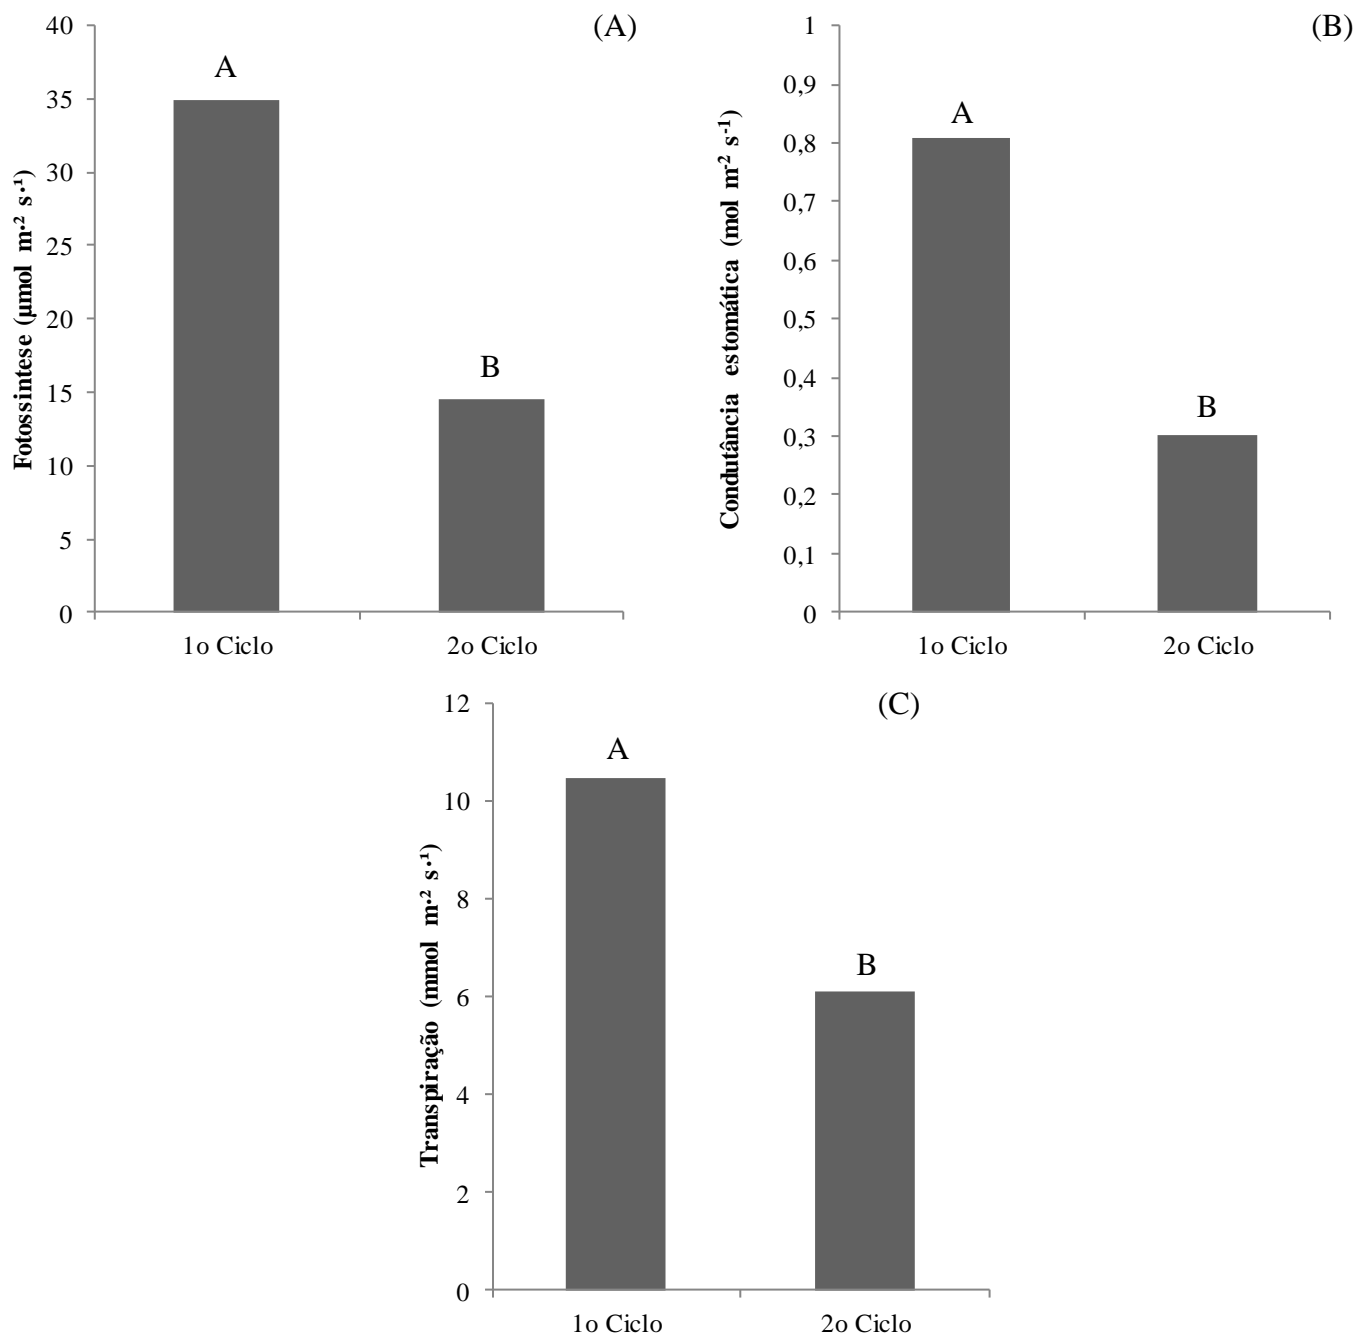 (A)
Fotossintese (µmol m-² s-¹)
40
35
30
25
20
15
10
5
0
A
B
1o Ciclo
2o Ciclo
(B)
Condutância estomática (mol m-2 s-1)
1
0,9
0,8
0,7
0,6
0,5
0,4
0,3
0,2
0,1
0
A
B
1o Ciclo
2o Ciclo
(C)
Transpiração (mmol m-² s-¹)
12
10
8
6
4
2
0
A
B
1o Ciclo
2o Ciclo